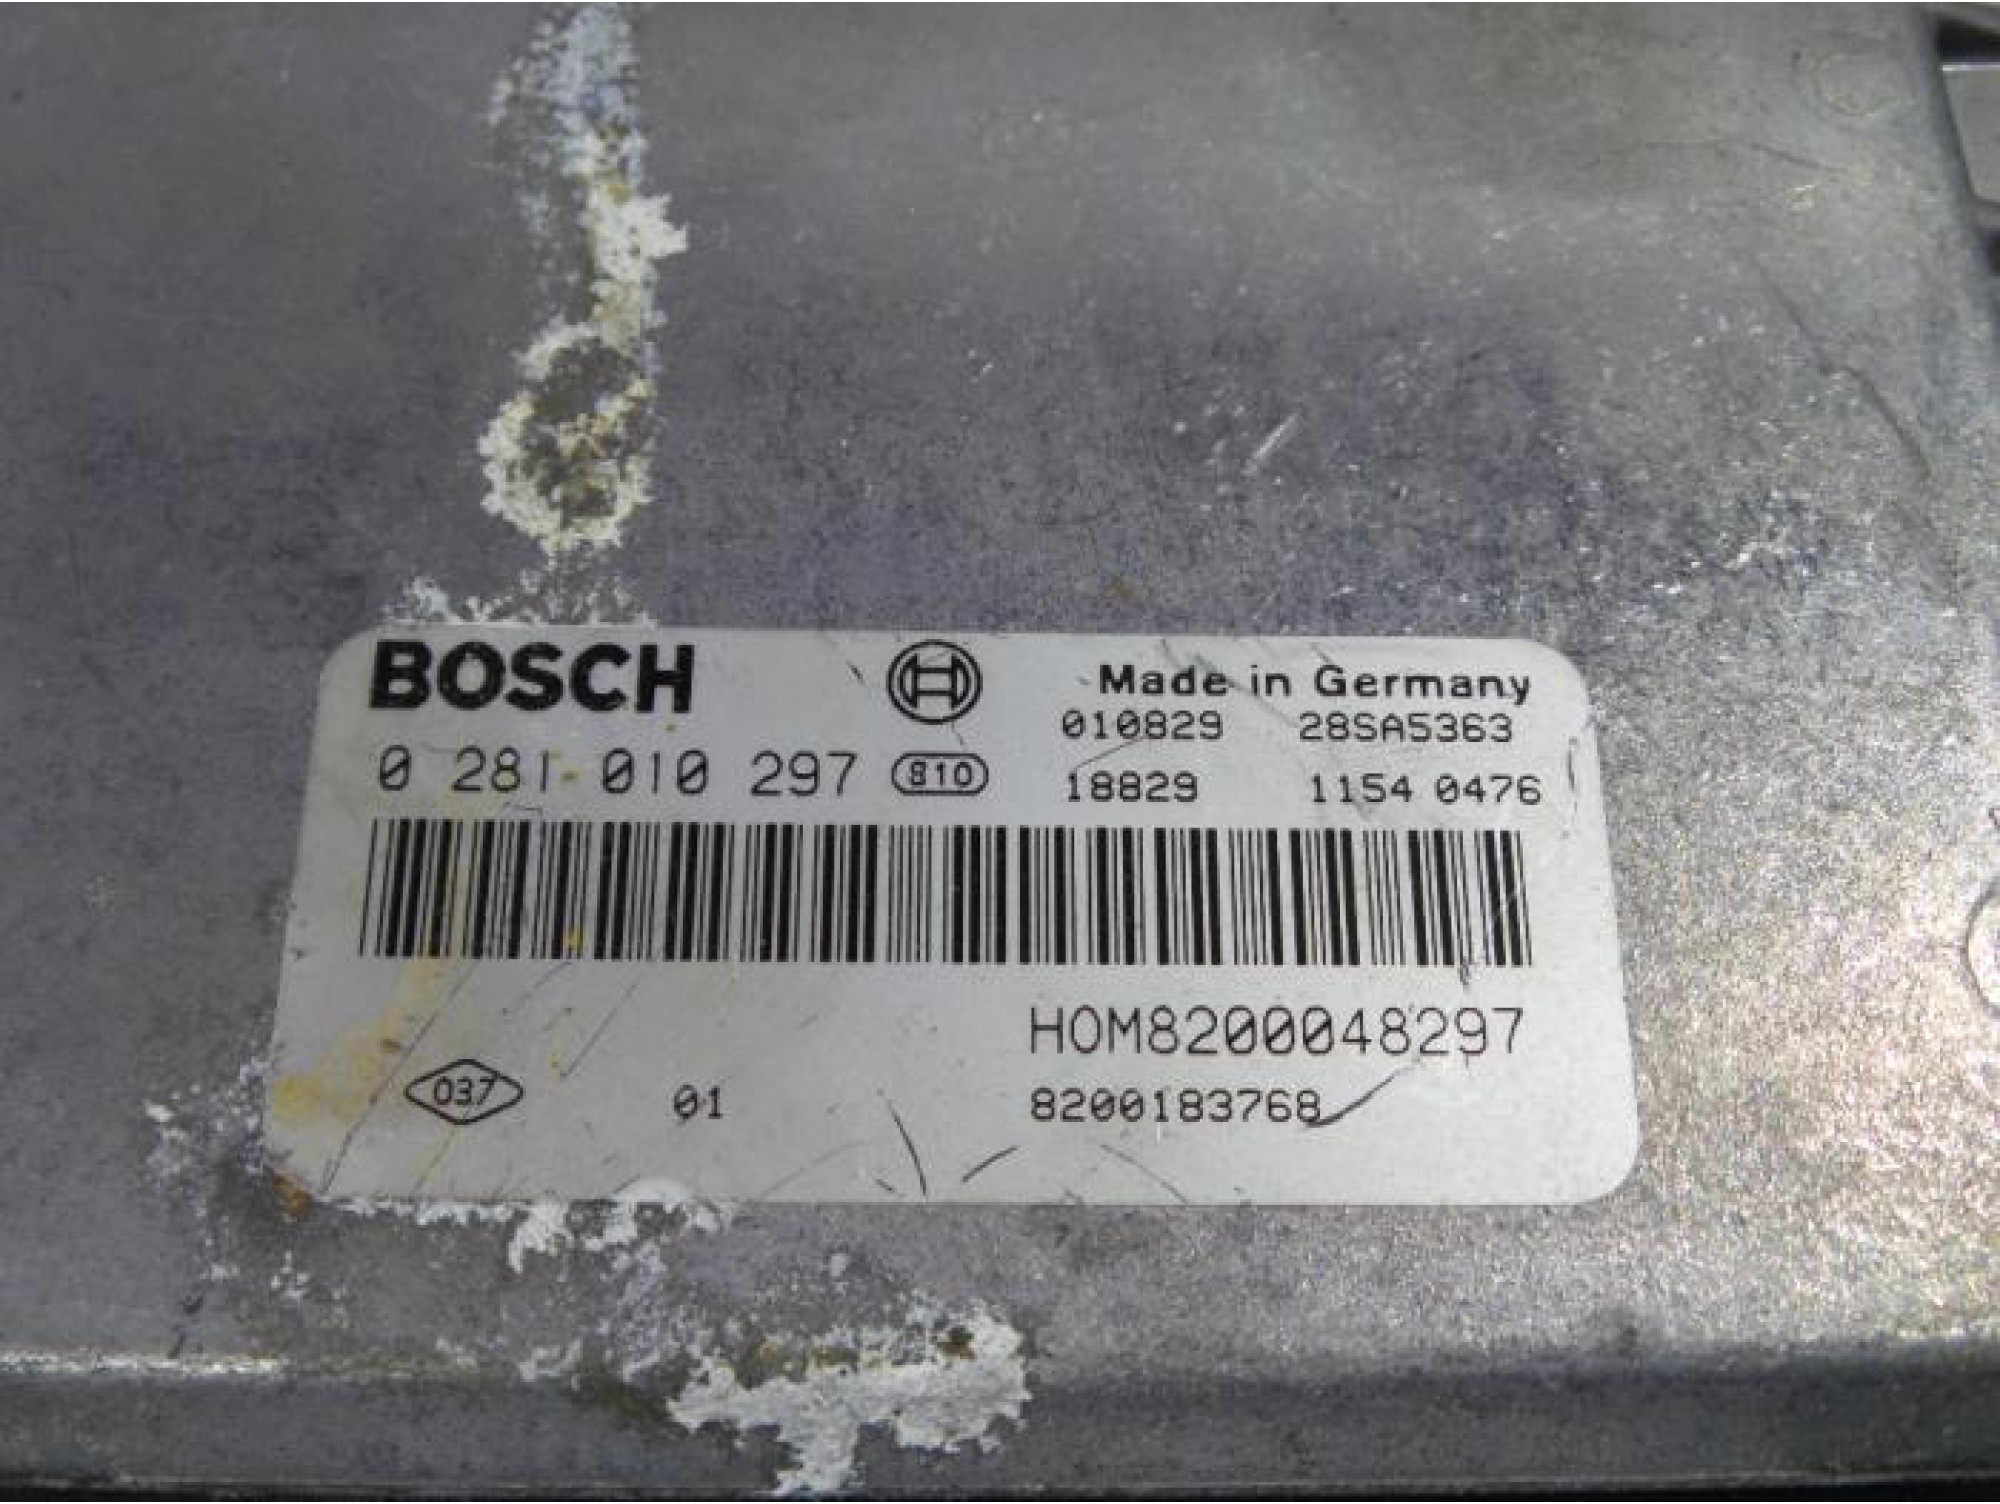 BOSCH
Made in Germany
010829 28SA5363
0 281 010 297 810
18829 1154 0476
HOM8200048297
037 01 8200183768